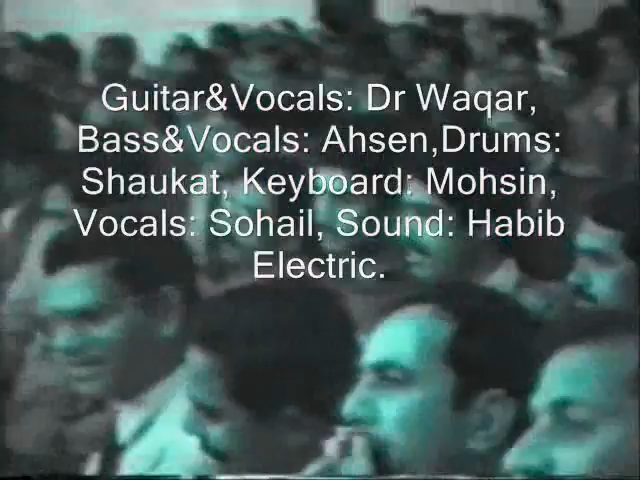 Guitar&Vocals: Dr Waqar,
Bass&Vocals: Ahsen,Drums:
Shaukat, Keyboard: Mohsin,
Vocals: Sohail, Sound: Habib
Electric.